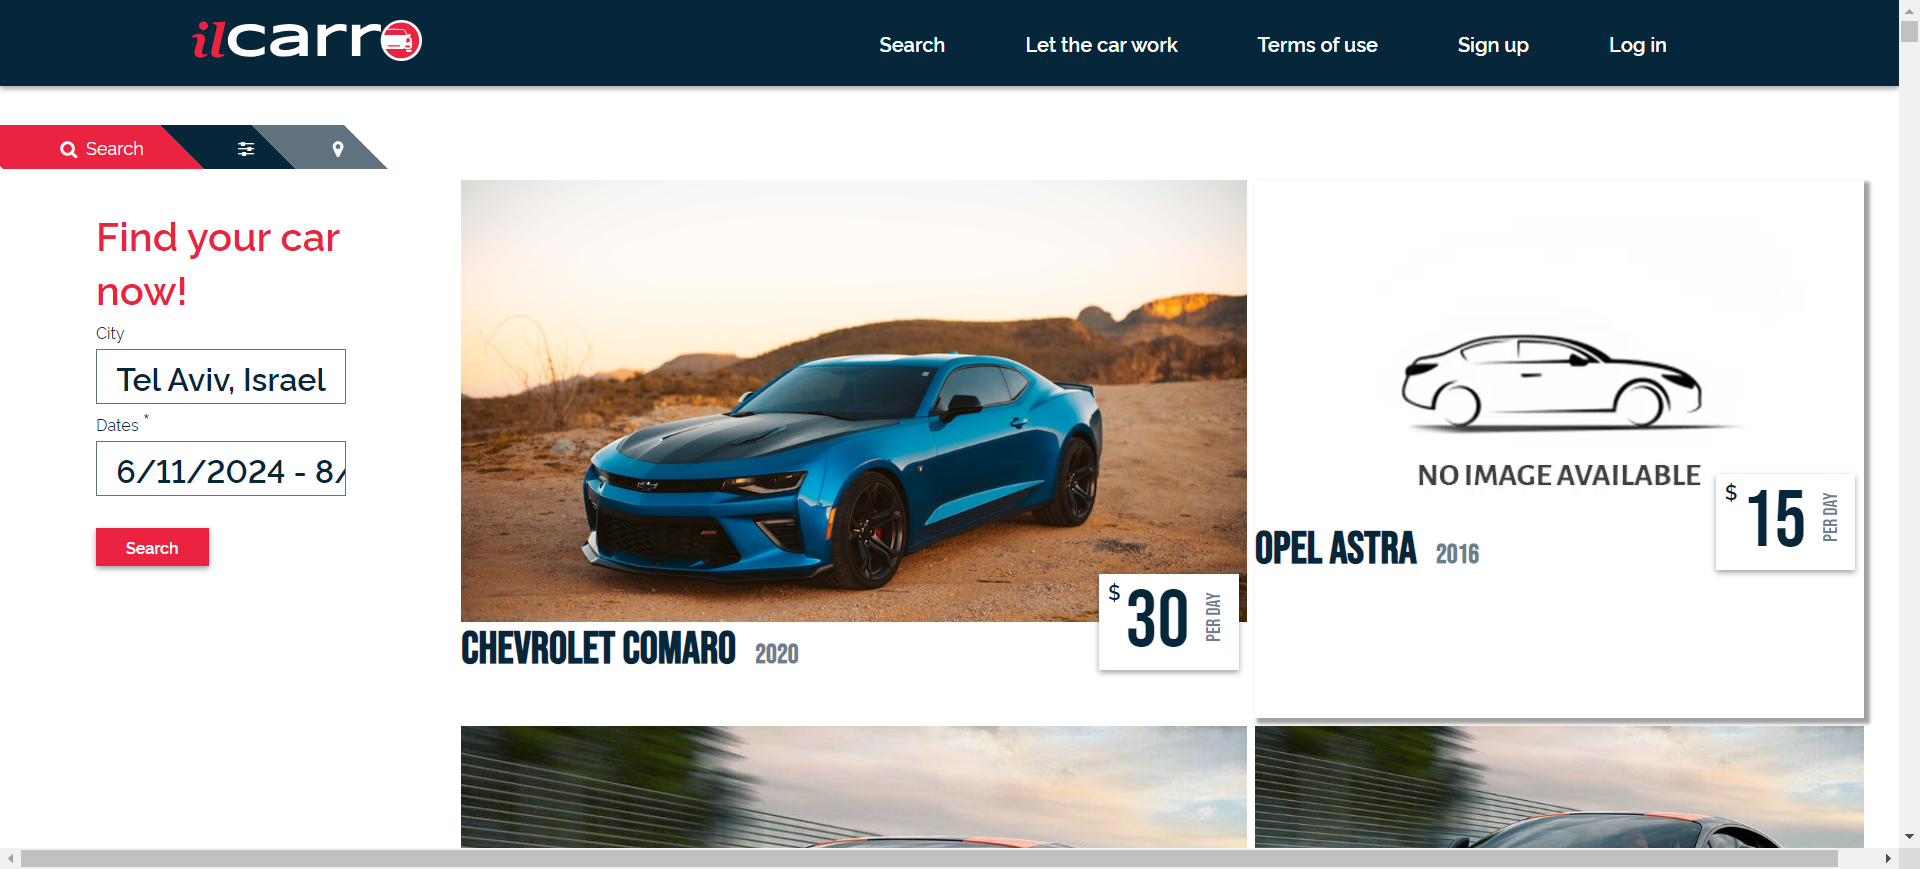 ilcarro
Search
Let the car work
Terms of use
Sign up
Log in
Search
Find your car
now!
City
Tel Aviv, Israel
Dates *
6/11/2024 - 8/
Search
$ 30 PER DAY
CHEVROLET COMARO 2020
NO IMAGE AVAILABLE
$ 15 PER DAY
OPEL ASTRA 2016